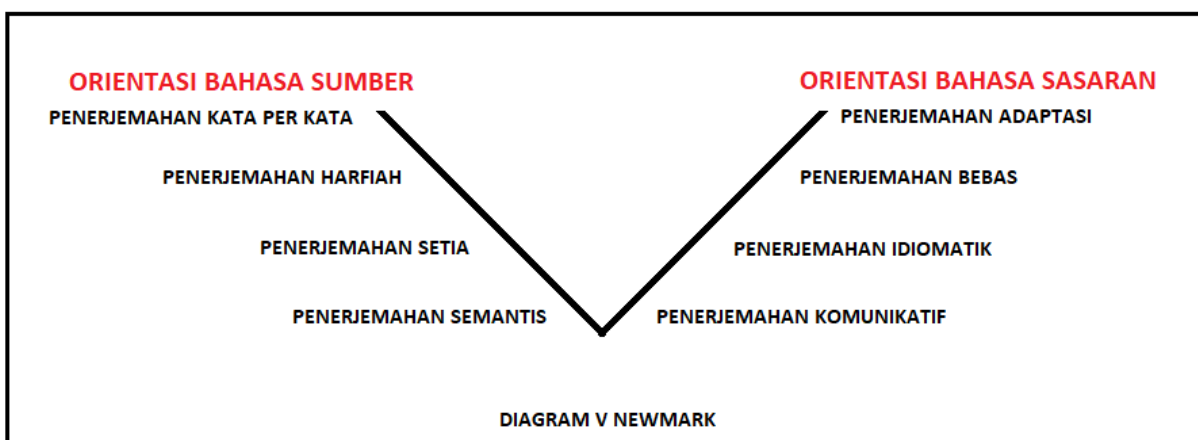 ORIENTASI BAHASA SUMBER
PENERJEMAHAN KATA PER KATA
PENERJEMAHAN HARFIAH
PENERJEMAHAN SETIA
PENERJEMAHAN SEMANTIS
ORIENTASI BAHASA SASARAN
PENERJEMAHAN ADAPTASI
PENERJEMAHAN BEBAS
PENERJEMAHAN IDIOMATIK
PENERJEMAHAN KOMUNIKATIF
DIAGRAM V NEWMARK